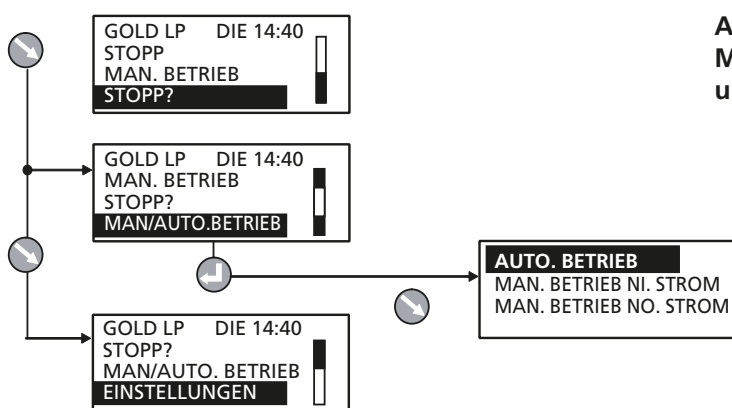 GOLD LP DIE 14:40
STOPP
MAN. BETRIEB
STOPP?
GOLD LP DIE 14:40
MAN. BETRIEB
STOPP?
MAN/AUTO.BETRIEB
AUTO. BETRIEB
MAN. BETRIEB NI. STROM
MAN. BETRIEB NO. STROM
GOLD LP DIE 14:40
STOPP?
MAN/AUTO. BETRIEB
EINSTELLUNGEN
A
M
u